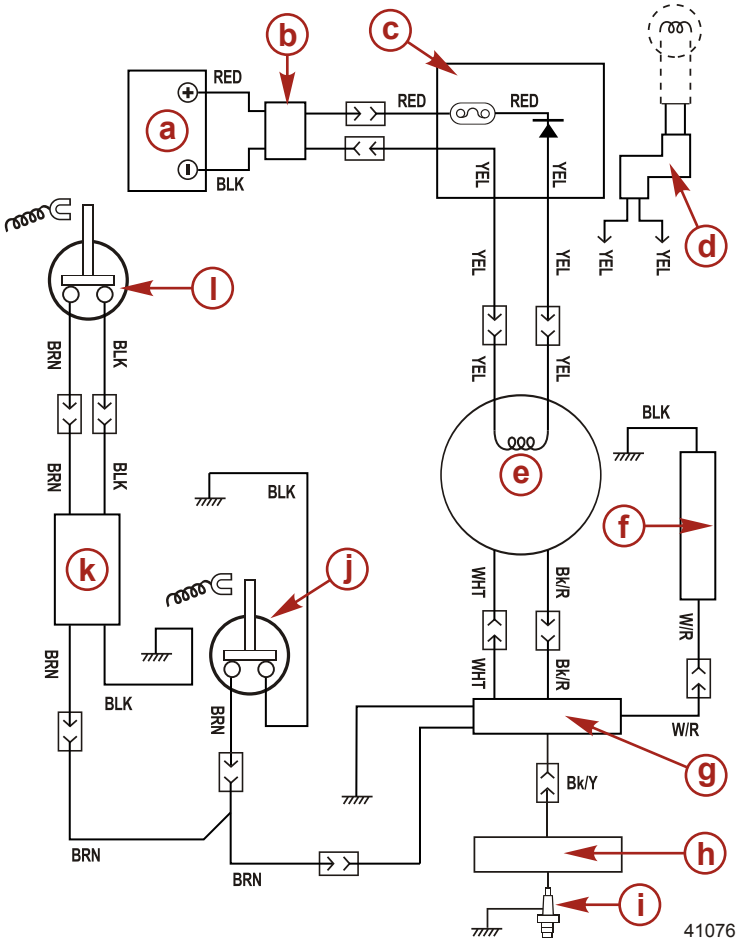 b
c
RED
RED
RED
a
BLK
YEL
YEL
d
YEL
YEL
YEL
YEL
l
BRN
BLK
YEL
YEL
BLK
e
BRN
BLK
BLK
f
k
j
WHT
Bk/R
W/R
BRN
WHT
Bk/R
BLK
BRN
W/R
g
Bk/Y
BRN
h
BRN
i
41076